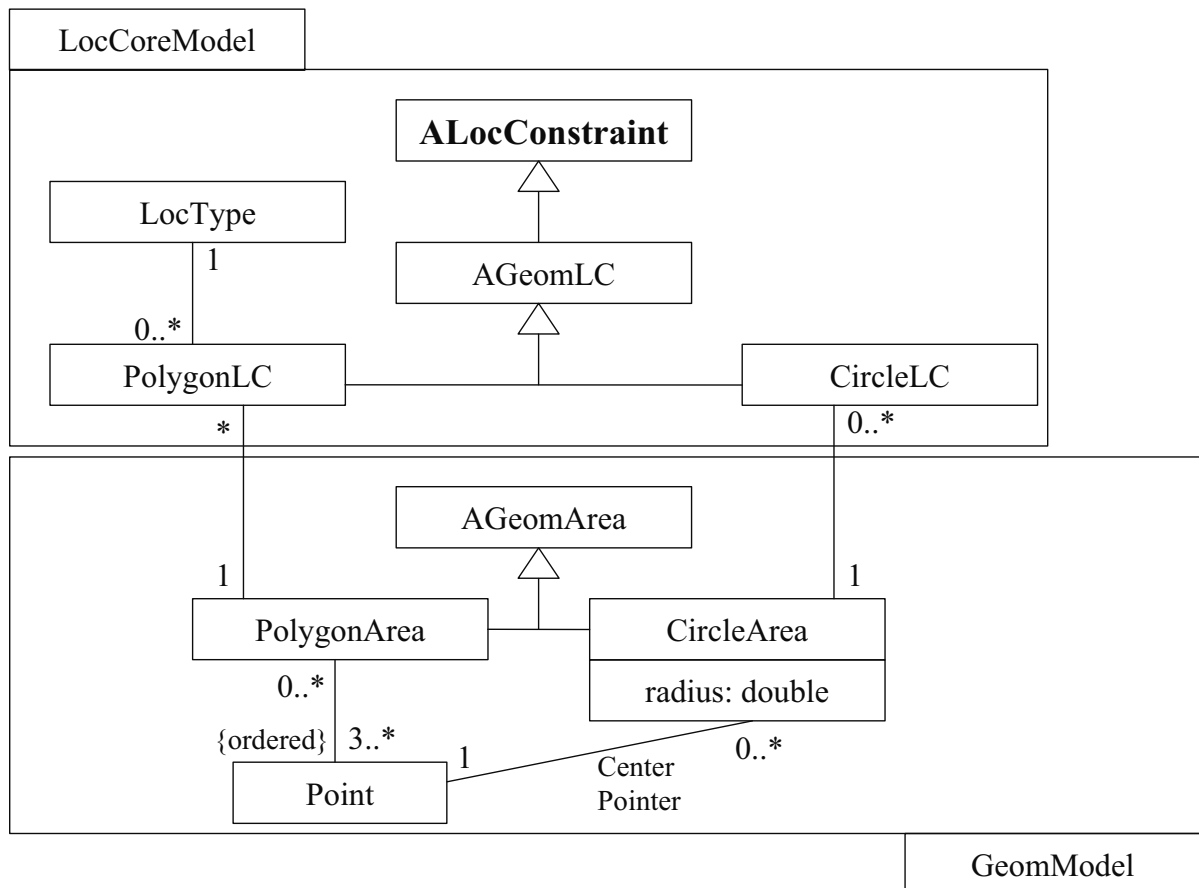 LocCoreModel
ALocConstraint
LocType
1
AGeomLC
0..*
PolygonLC
CircleLC
*
0..*
AGeomArea
1
1
PolygonArea
CircleArea
0..*
radius: double
{ordered}
3..*
1
0..*
Center
Pointer
Point
GeomModel